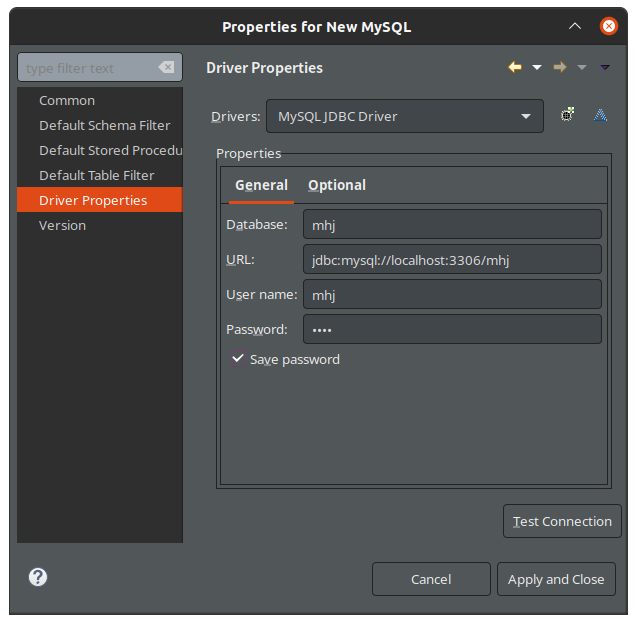 Properties for New MySQL
type filter text
Driver Properties
Common
Default Schema Filter
Default Stored Procedu
Default Table Filter
Driver Properties
Version
Drivers:
MySQL JDBC Driver
Properties
General
Optional
Database:
mhj
URL:
jdbc:mysql://localhost:3306/mhj
User name:
mhj
Password:
••••
Save password
Test Connection
?
Cancel
Apply and Close